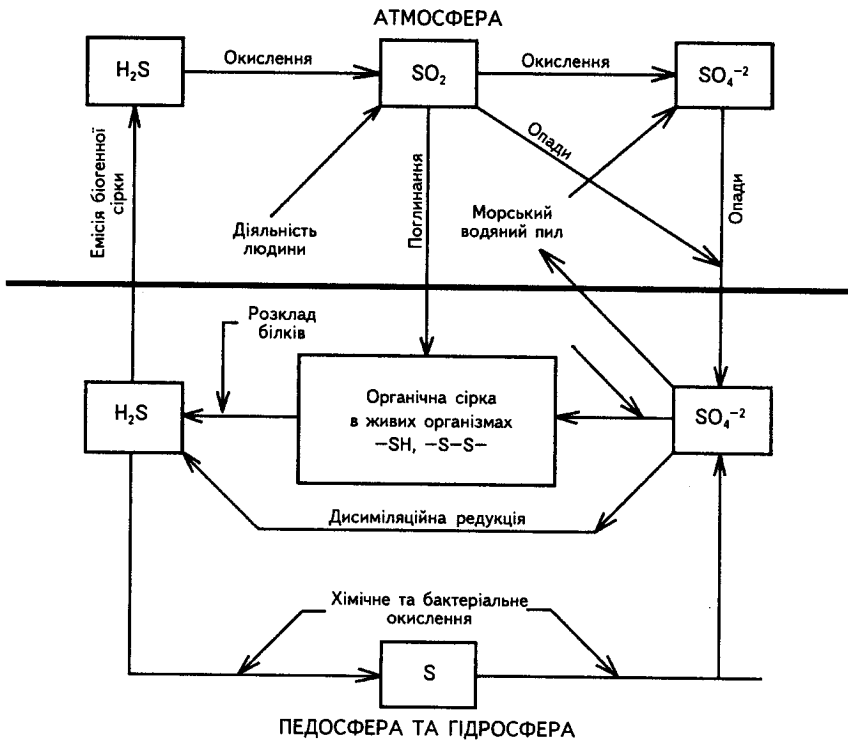 АТМОСФЕРА
H₂S
Окислення
SO₂
Окислення
SO₄⁻²
Емісія біогенної
сірки
Діяльність
людини
Поглинання
Опади
Морський
водяний пил
Опади
Розклад
білків
H₂S
Органічна сірка
в живих організмах
—SH, —S—S—
SO₄⁻²
Дисиміляційна редукція
Хімічне та бактеріальне
окислення
S
ПЕДОСФЕРА ТА ГІДРОСФЕРА